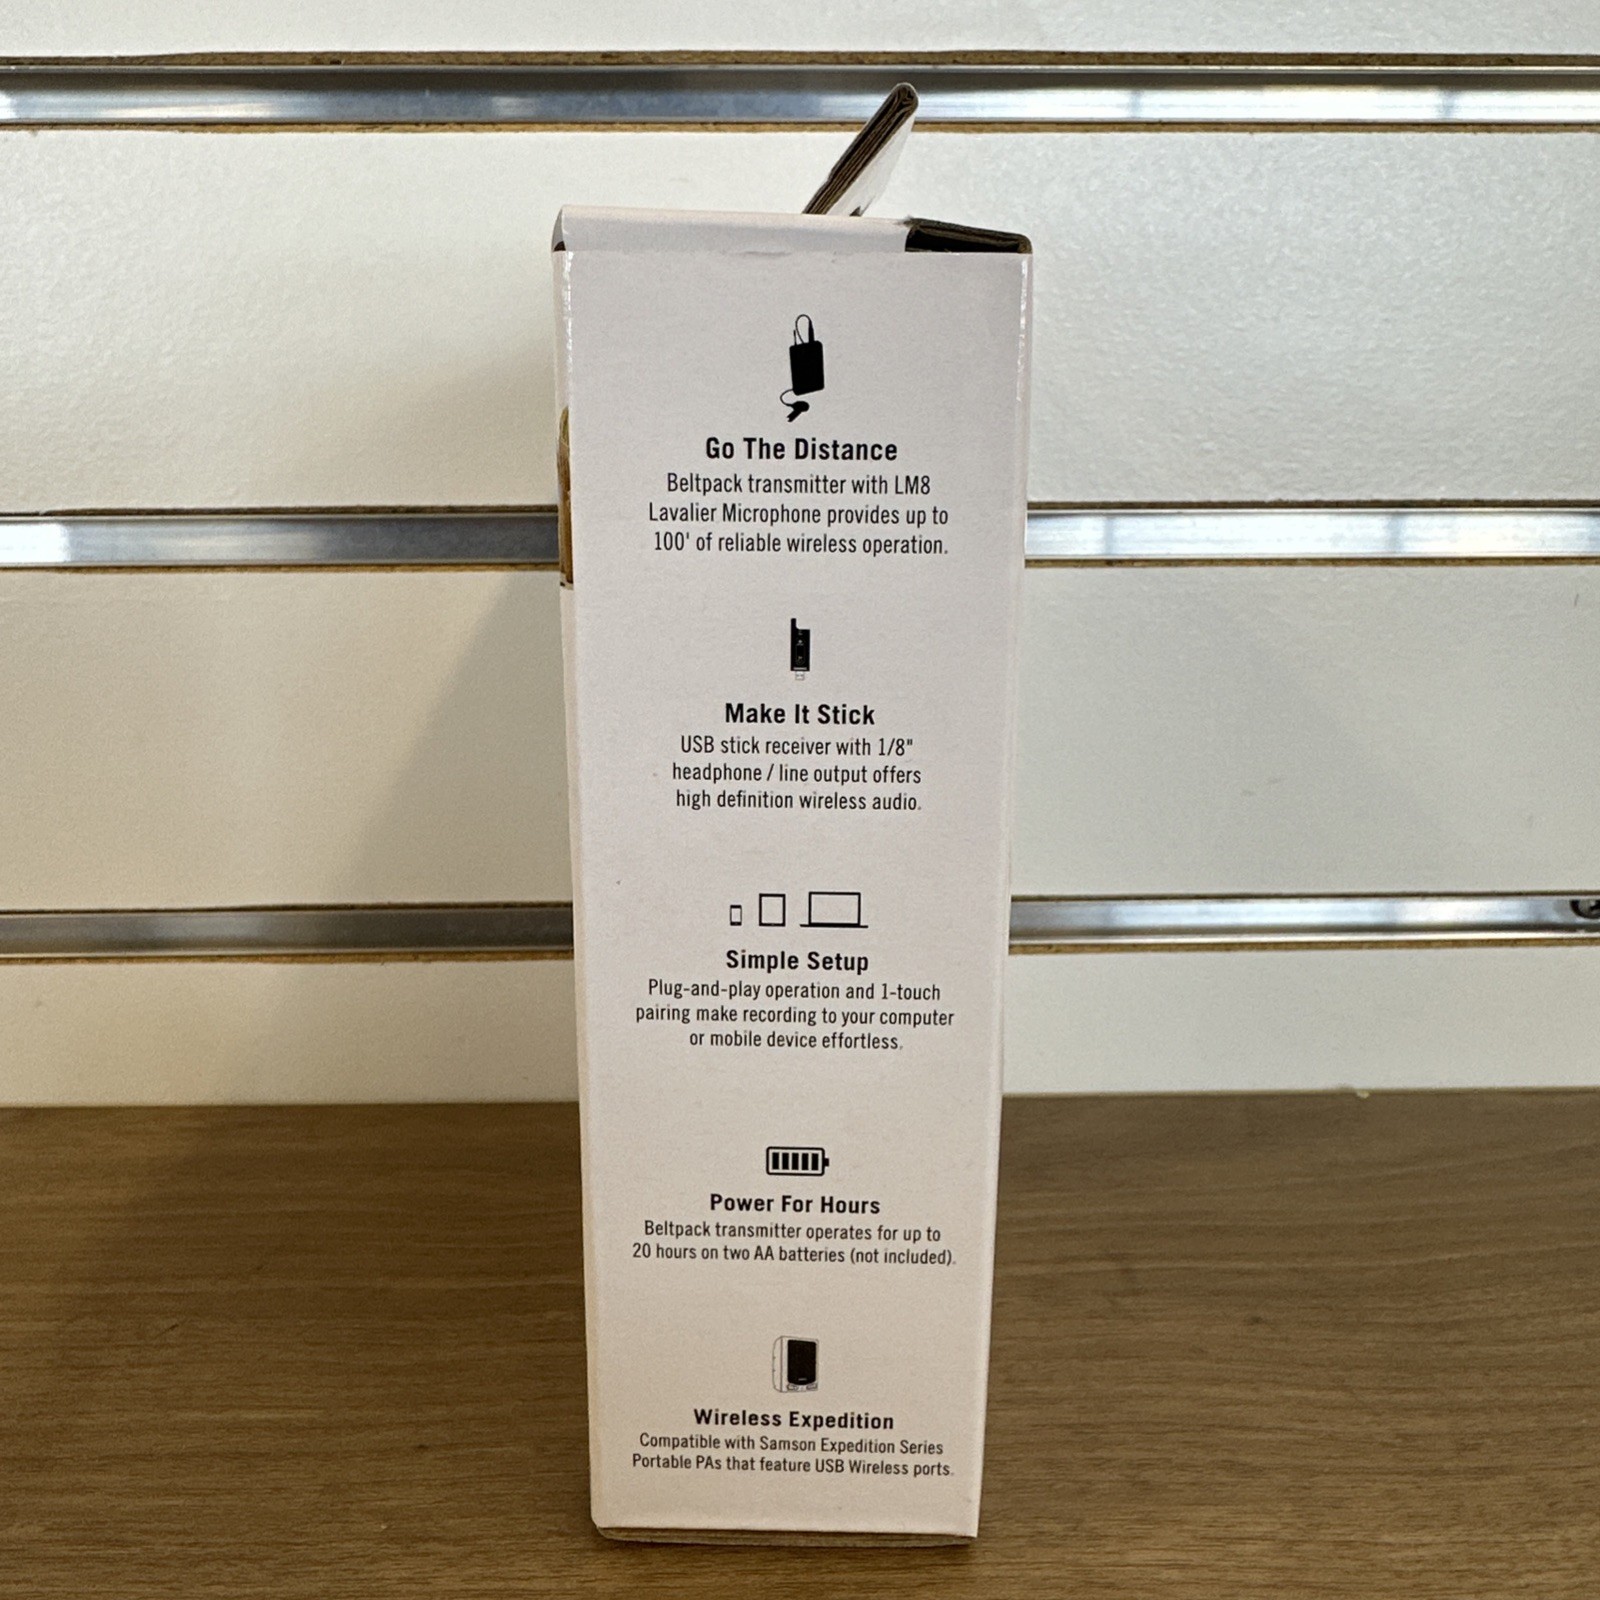 Go The Distance
Beltpack transmitter with LM8
Lavalier Microphone provides up to
100' of reliable wireless operation.
Make It Stick
USB stick receiver with 1/8"
headphone / line output offers
high definition wireless audio.
Simple Setup
Plug-and-play operation and 1-touch
pairing make recording to your computer
or mobile device effortless.
Power For Hours
Beltpack transmitter operates for up to
20 hours on two AA batteries (not included).
Wireless Expedition
Compatible with Samson Expedition Series
Portable PAs that feature USB Wireless ports.